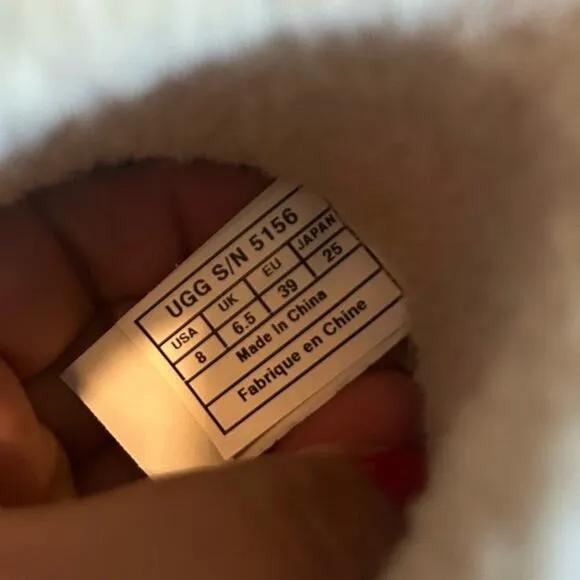 UGG S/N 5156
USA UK EU JAPAN
8 6.5 39 25
Made in China
Fabrique en Chine